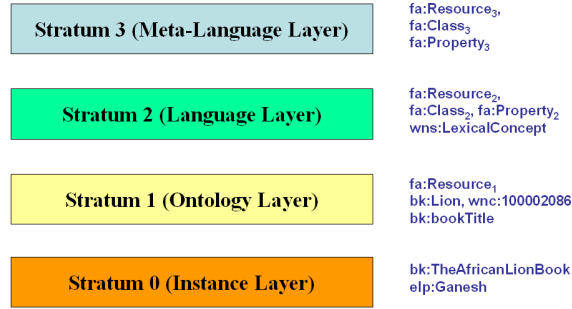 Stratum 3 (Meta-Language Layer)
fa:Resource₃,
fa:Class₃
fa:Property₃
Stratum 2 (Language Layer)
fa:Resource₂,
fa:Class₂, fa:Property₂
wns:LexicalConcept
Stratum 1 (Ontology Layer)
fa:Resource₁
bk:Lion, wnc:100002086
bk:bookTitle
Stratum 0 (Instance Layer)
bk:TheAfricanLionBook
elp:Ganesh